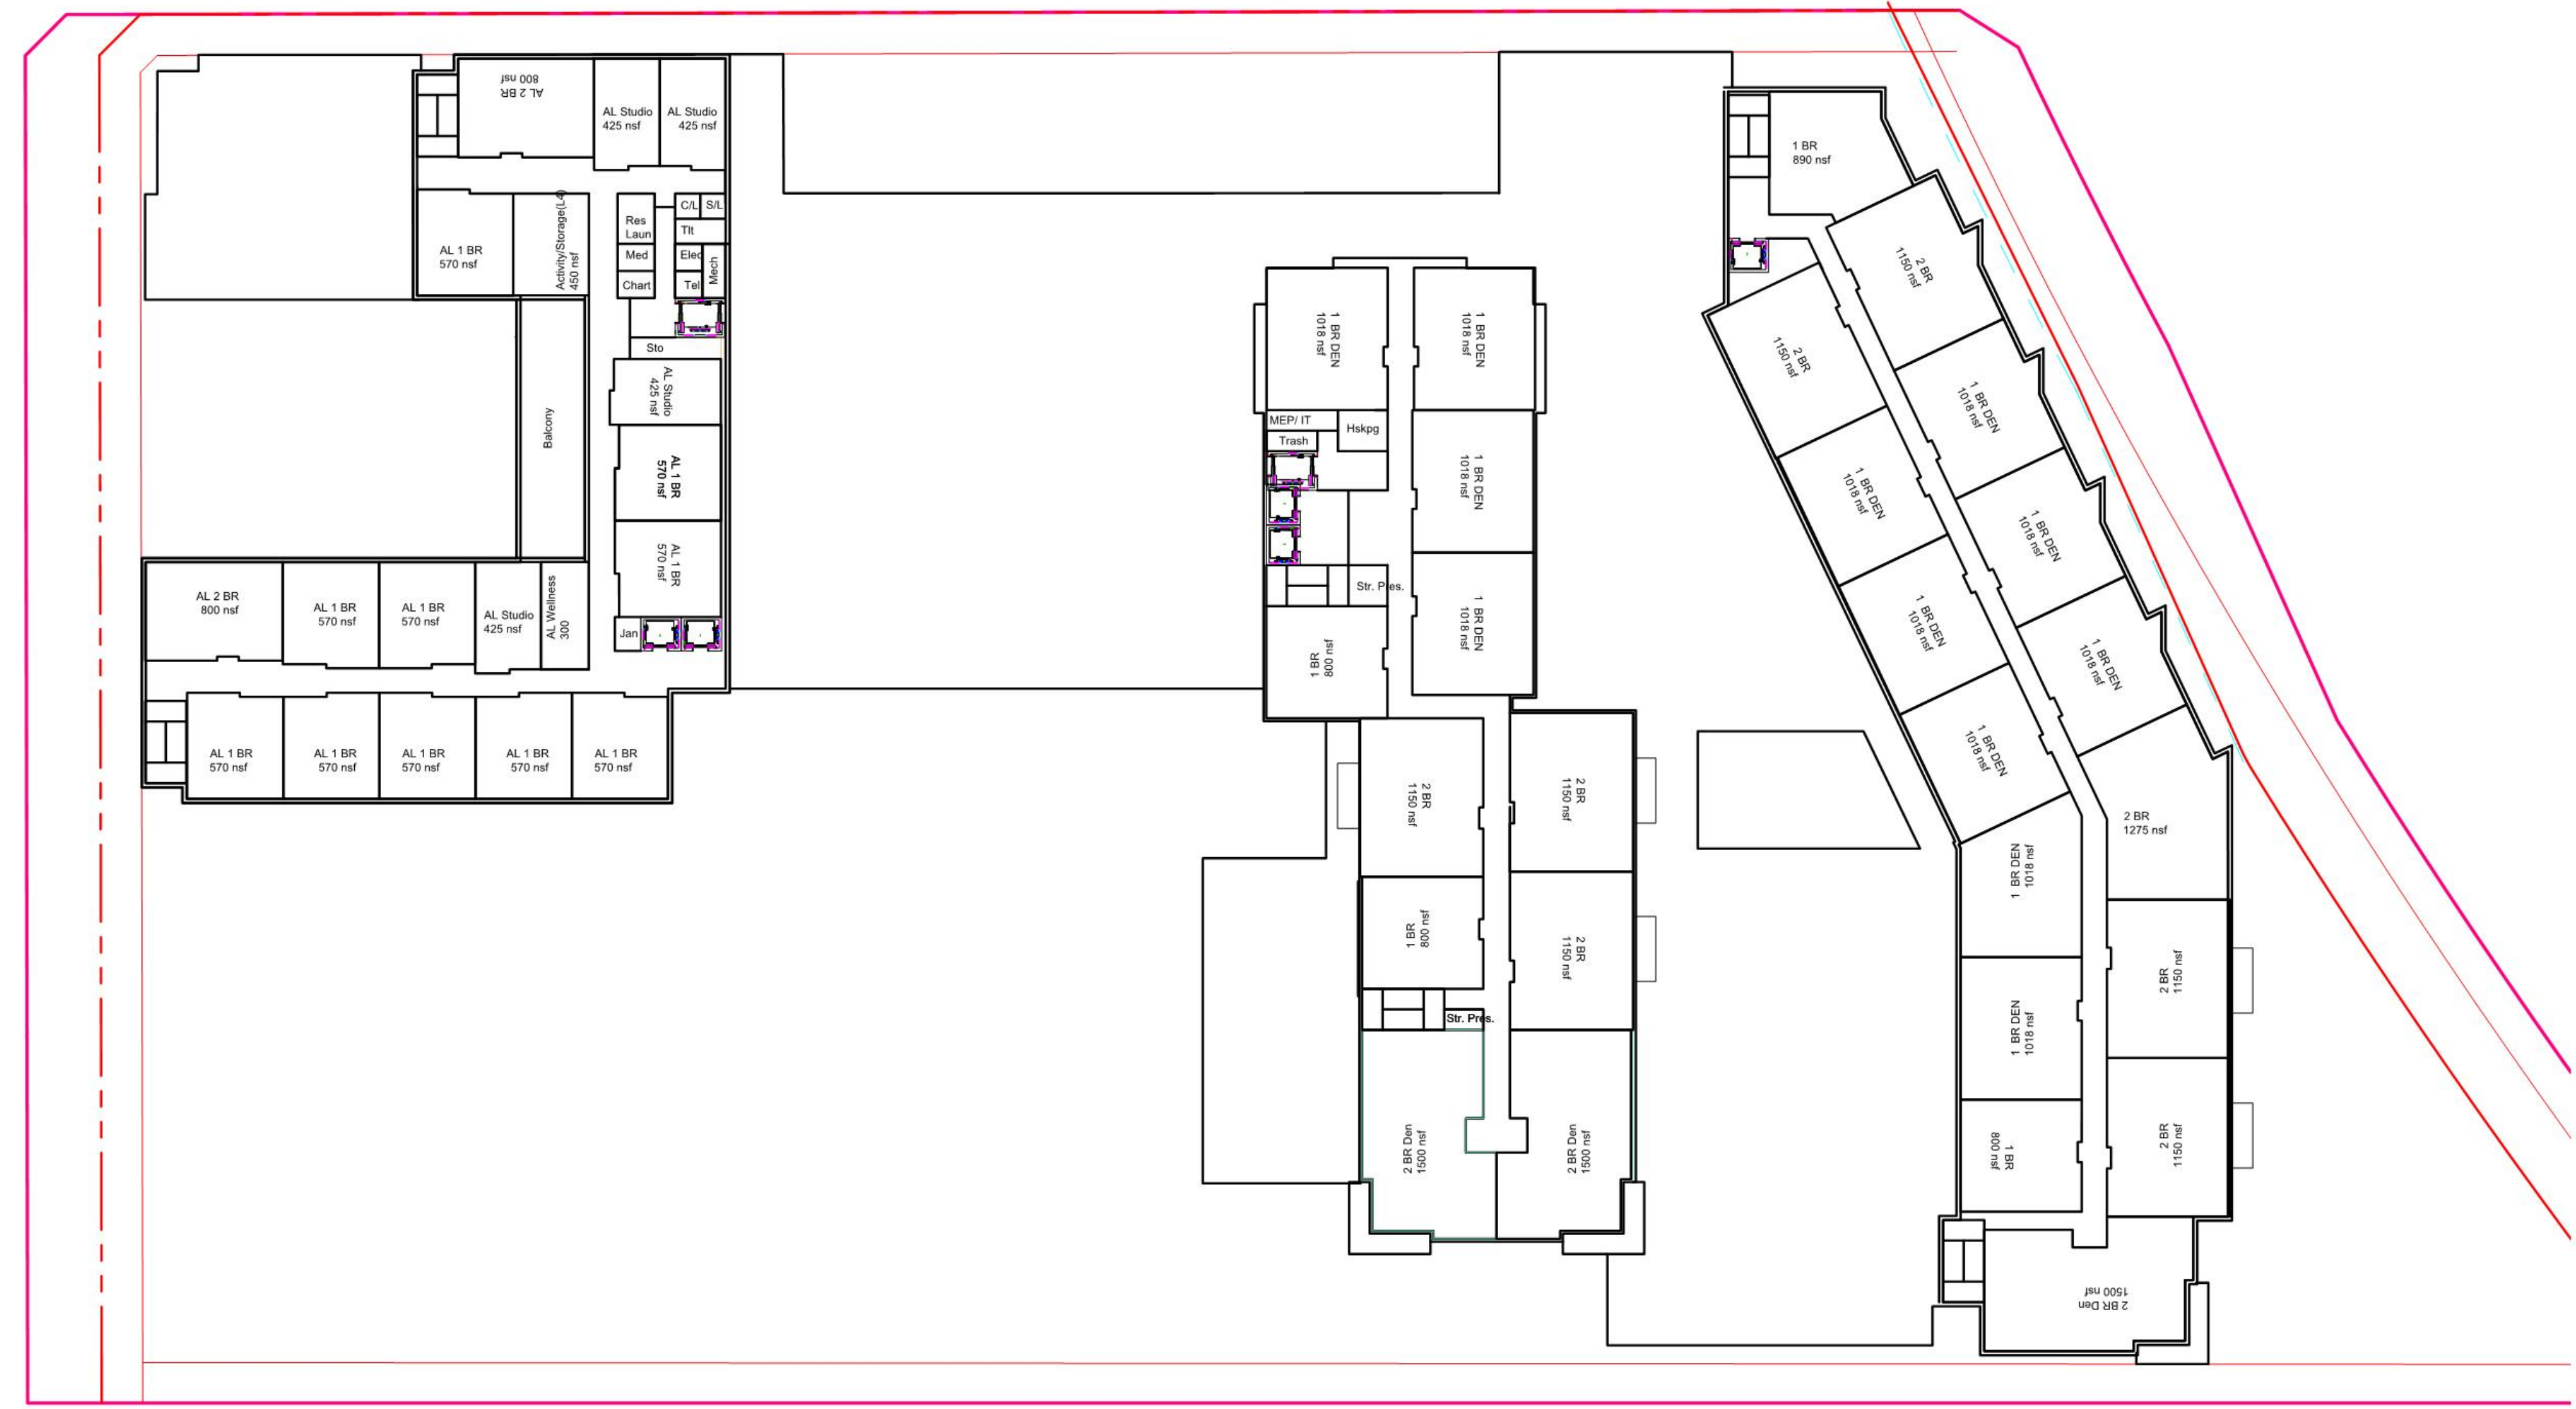 AL 2 BR
800 nsf
AL Studio
425 nsf
AL Studio
425 nsf
AL 1 BR
570 nsf
Activity/Storage(L4)
450 nsf
Res
Laun
Med
Chart
C/L
S/L
Tlt
Elec
Mech
Tel
Sto
AL Studio
425 nsf
AL 1 BR
570 nsf
AL 1 BR
570 nsf
Balcony
AL 2 BR
800 nsf
AL 1 BR
570 nsf
AL 1 BR
570 nsf
AL Studio
425 nsf
AL Wellness
300
Jan
AL 1 BR
570 nsf
AL 1 BR
570 nsf
AL 1 BR
570 nsf
AL 1 BR
570 nsf
AL 1 BR
570 nsf
1 BR DEN
1018 nsf
1 BR DEN
1018 nsf
MEP/ IT
Hskpg
Trash
1 BR DEN
1018 nsf
Str. Pres.
1 BR
800 nsf
1 BR DEN
1018 nsf
2 BR
1150 nsf
2 BR
1150 nsf
1 BR
800 nsf
2 BR
1150 nsf
Str. Pres.
2 BR Den
1500 nsf
2 BR Den
1500 nsf
1 BR
890 nsf
2 BR
1150 nsf
2 BR
1150 nsf
1 BR DEN
1018 nsf
1 BR DEN
1018 nsf
1 BR DEN
1018 nsf
1 BR DEN
1018 nsf
1 BR DEN
1018 nsf
1 BR DEN
1018 nsf
2 BR
1275 nsf
1 BR DEN
1018 nsf
2 BR
1150 nsf
1 BR DEN
1018 nsf
2 BR
1150 nsf
1 BR
800 nsf
2 BR Den
1500 nsf